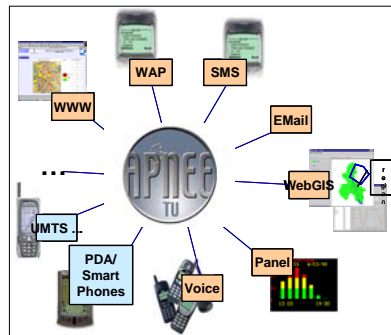 WAP
SMS
WWW
EMail
...
APNEE
TU
WebGIS
UMTS ...
PDA/
Smart
Phones
Voice
Panel